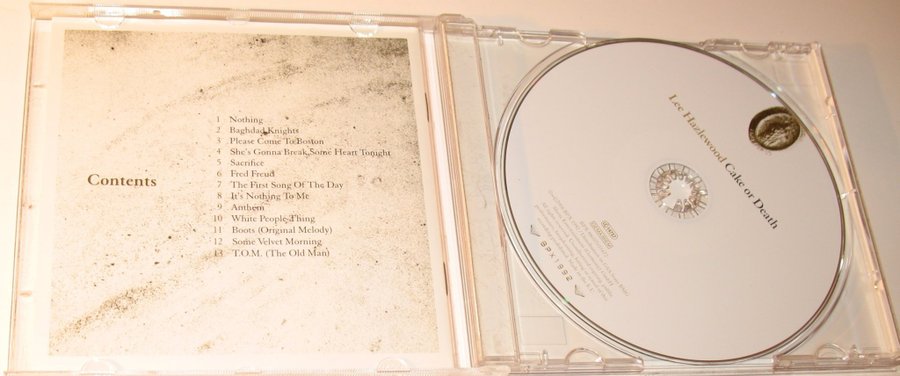 Contents
1 Nothing
2 Baghdad Knights
3 Please Come To Boston
4 She's Gonna Break Some Heart Tonight
5 Sacrifice
6 Fred Freud
7 The First Song Of The Day
8 It's Nothing To Me
9 Anthem
10 White People Thing
11 Boots (Original Melody)
12 Some Velvet Morning
13 T.O.M. (The Old Man)
Lee Hazlewood Cake or Death
BPX1992